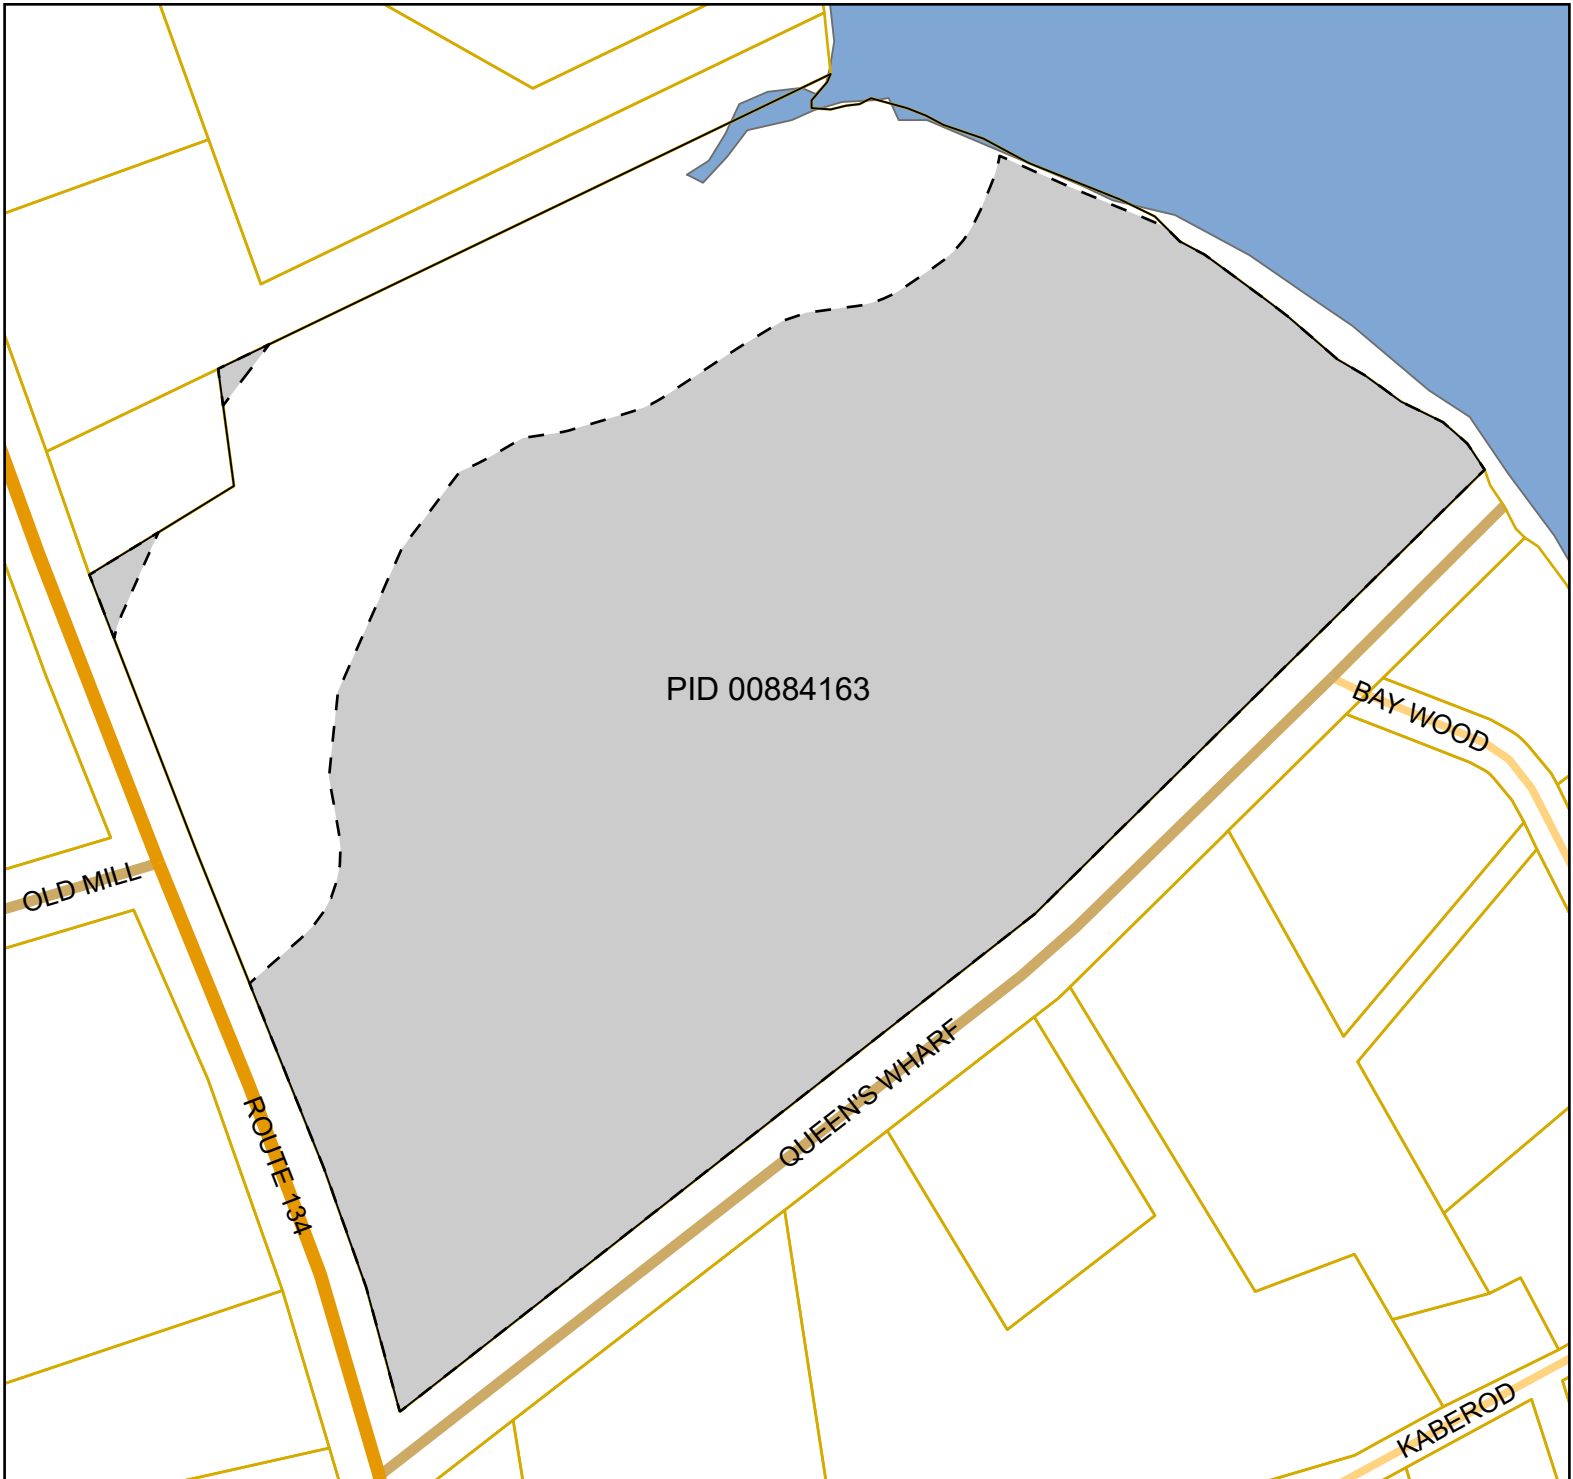 PID 00884163
BAY WOOD
OLD MILL
QUEEN'S WHARF
ROUTE 134
KABEROD